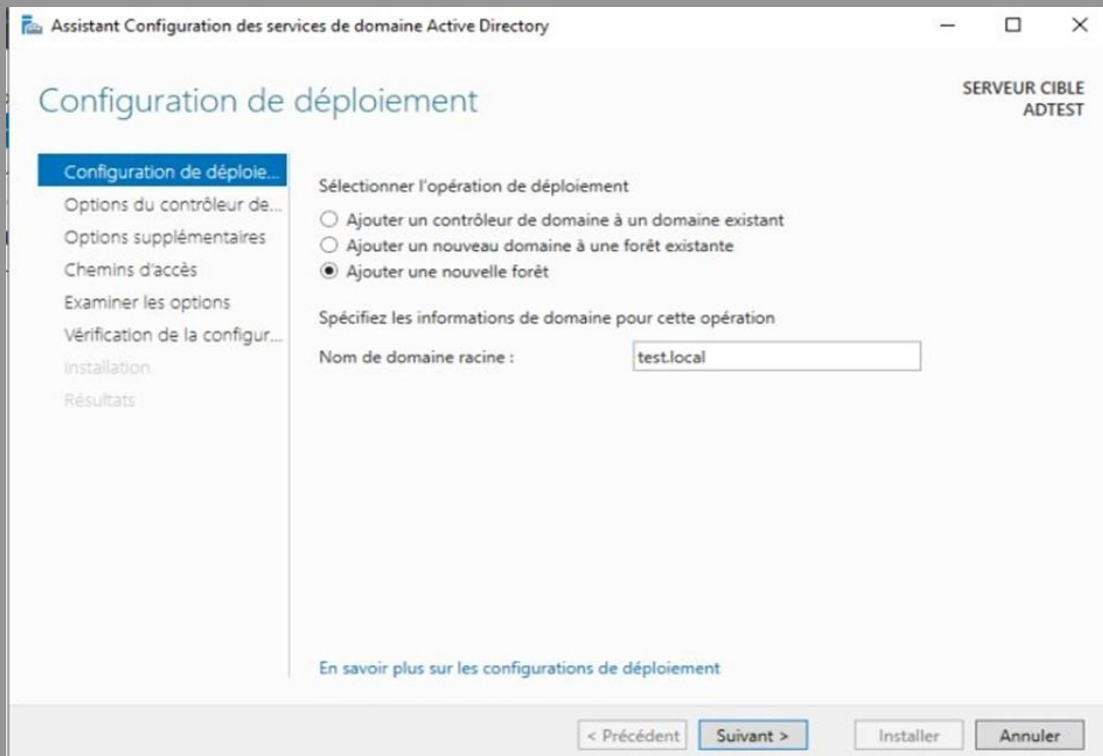 Assistant Configuration des services de domaine Active Directory
Configuration de déploiement
SERVEUR CIBLE
ADTEST
Configuration de déploie...
Options du contrôleur de...
Options supplémentaires
Chemins d'accès
Examiner les options
Vérification de la configur...
Installation
Résultats
Sélectionner l'opération de déploiement
Ajouter un contrôleur de domaine à un domaine existant
Ajouter un nouveau domaine à une forêt existante
Ajouter une nouvelle forêt
Spécifiez les informations de domaine pour cette opération
Nom de domaine racine : test.local
En savoir plus sur les configurations de déploiement
< Précédent Suivant > Installer Annuler